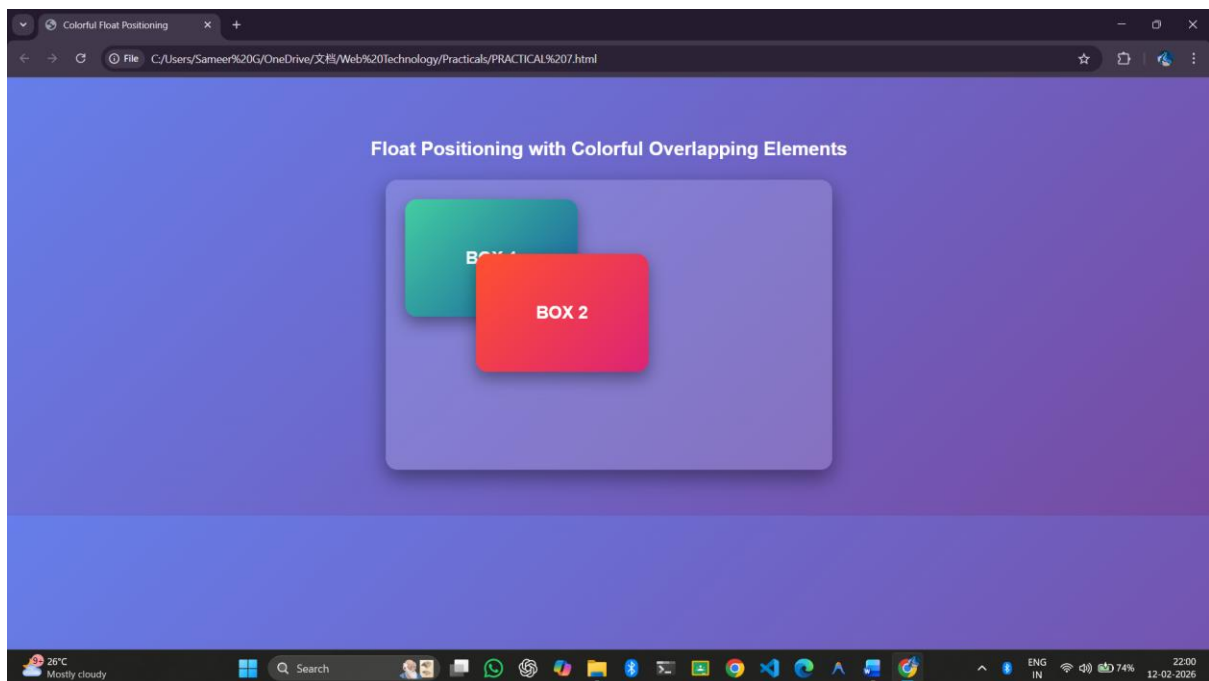 Colorful Float Positioning
File C:/Users/Sameer%20G/OneDrive/文档/Web%20Technology/Practicals/PRACTICAL%207.html
Float Positioning with Colorful Overlapping Elements
BOX 2
9+
26°C
Mostly cloudy
Search
ENG
IN
74%
22:00
12-02-2026